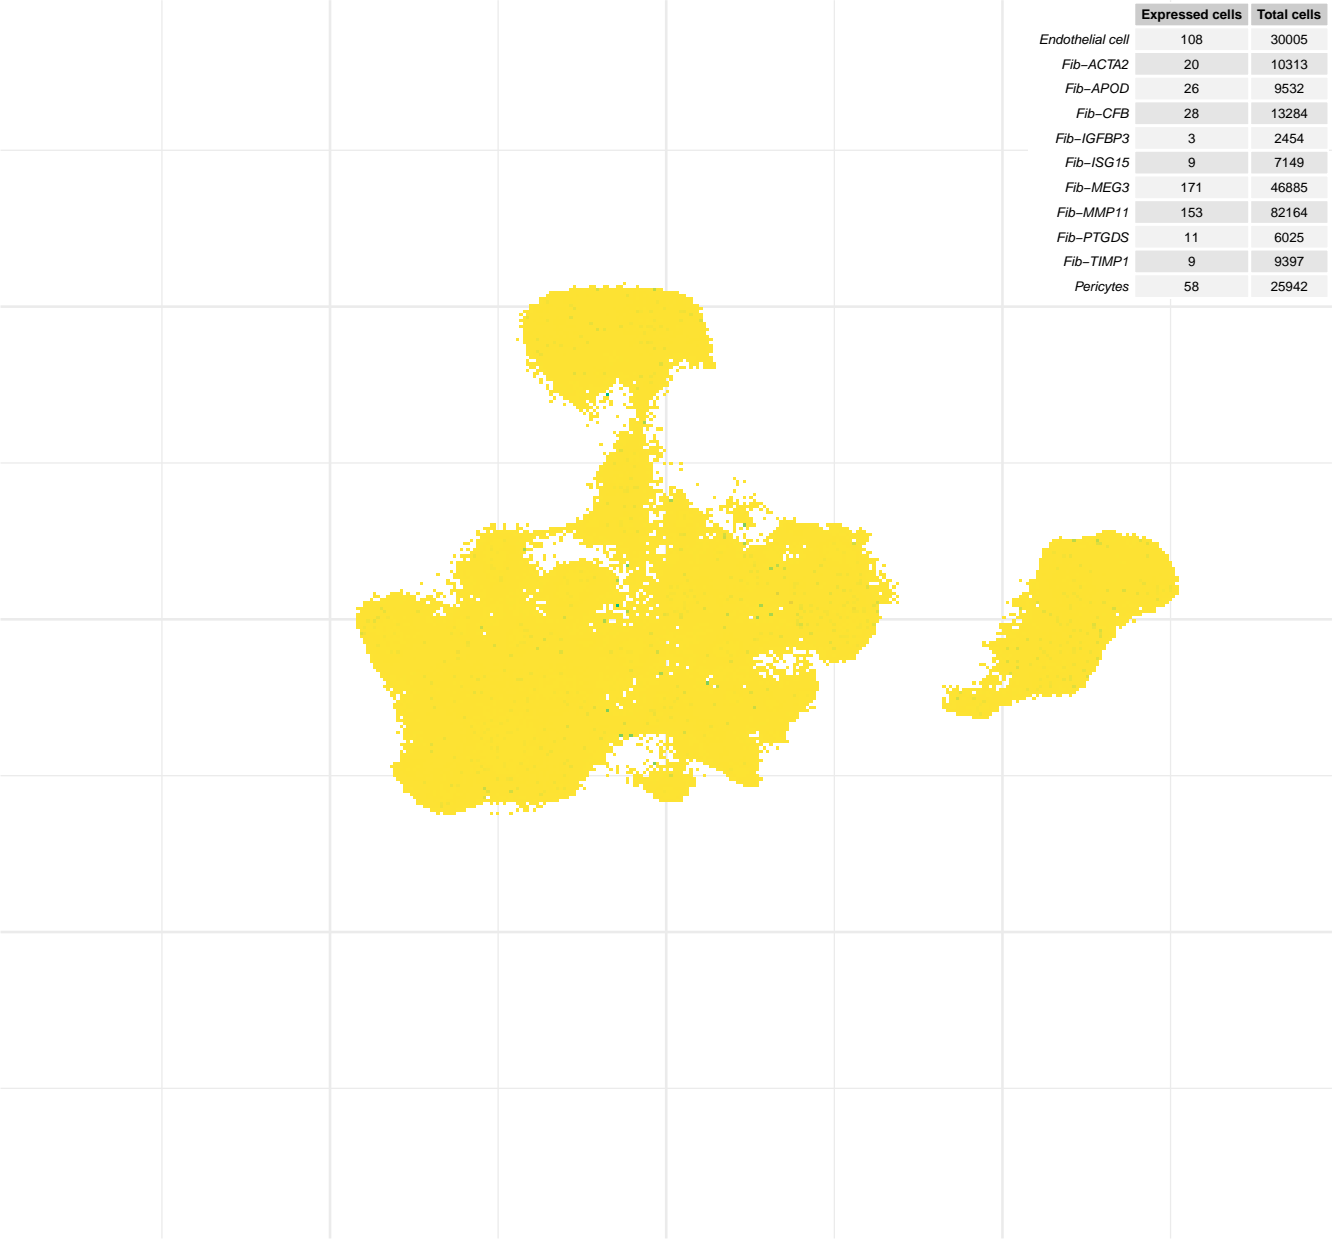 Expressed cells Total cells
Endothelial cell 108 30005
Fib−ACTA2 20 10313
Fib−APOD 26 9532
Fib−CFB 28 13284
Fib−IGFBP3 3 2454
Fib−ISG15 9 7149
Fib−MEG3 171 46885
Fib−MMP11 153 82164
Fib−PTGDS 11 6025
Fib−TIMP1 9 9397
Pericytes 58 25942